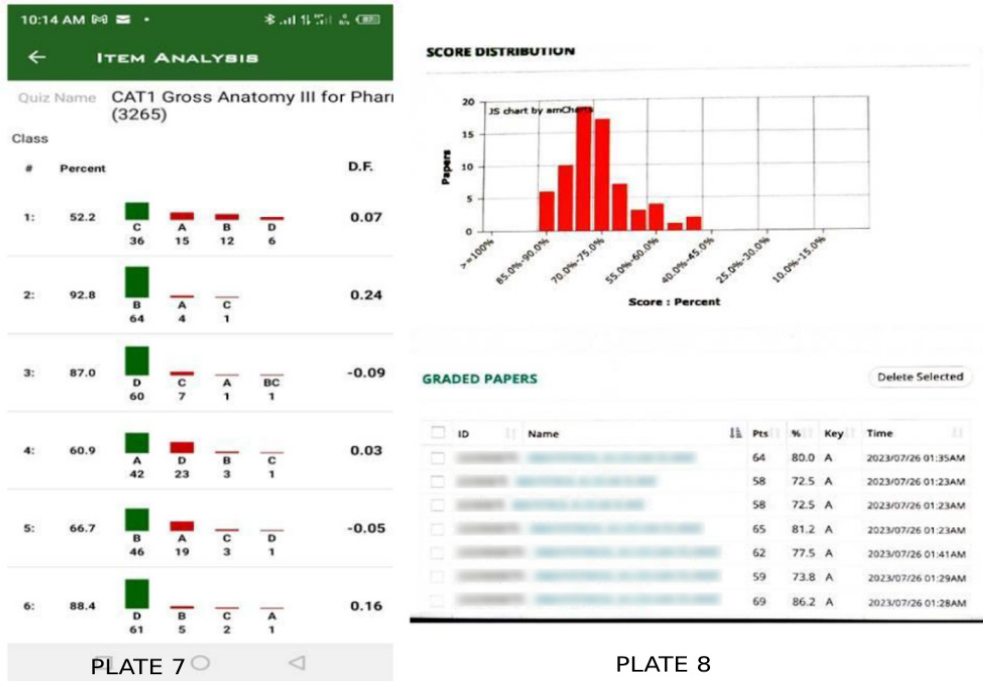 10:14 AM
ITEM ANALYSIS
Quiz Name CAT1 Gross Anatomy III for Phar
(3265)
Class
# Percent D.F.
1: 52.2 0.07
C A B D
36 15 12 6
2: 92.8 0.24
B A C
64 4 1
3: 87.0 -0.09
D C A BC
60 7 1 1
4: 60.9 0.03
A D B C
42 23 3 1
5: 66.7 -0.05
B A C D
46 19 3 1
6: 88.4 0.16
D B C A
61 5 2 1
PLATE 7
SCORE DISTRIBUTION
JS chart by amCharts
Papers
20
15
10
5
0
>=100% 85.0%-90.0% 70.0%-75.0% 55.0%-60.0% 40.0%-45.0% 25.0%-30.0% 10.0%-15.0%
Score : Percent
GRADED PAPERS Delete Selected
ID Name Pts % Key Time
64 80.0 A 2023/07/26 01:35AM
58 72.5 A 2023/07/26 01:23AM
58 72.5 A 2023/07/26 01:23AM
65 81.2 A 2023/07/26 01:23AM
62 77.5 A 2023/07/26 01:41AM
59 73.8 A 2023/07/26 01:29AM
69 86.2 A 2023/07/26 01:28AM
PLATE 8